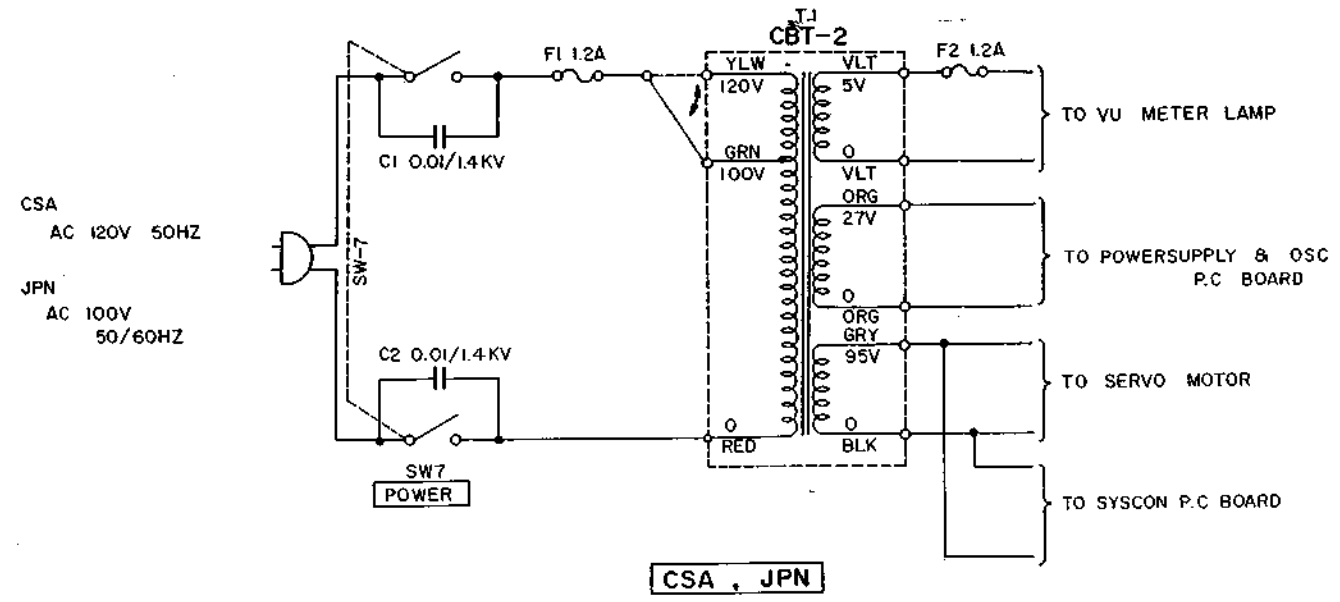 T.1
CBT-2
F1 1.2A
F2 1.2A
YLW
120V
VLT
5V
TO VU METER LAMP
C1 0.01/1.4KV
GRN
100V
0
VLT
ORG
27V
CSA
AC 120V 50HZ
SW-7
TO POWERSUPPLY & OSC
P.C BOARD
JPN
AC 100V
50/60HZ
0
ORG
GRY
95V
C2 0.01/1.4KV
TO SERVO MOTOR
0
RED
0
BLK
SW7
POWER
TO SYSCON P.C BOARD
CSA , JPN